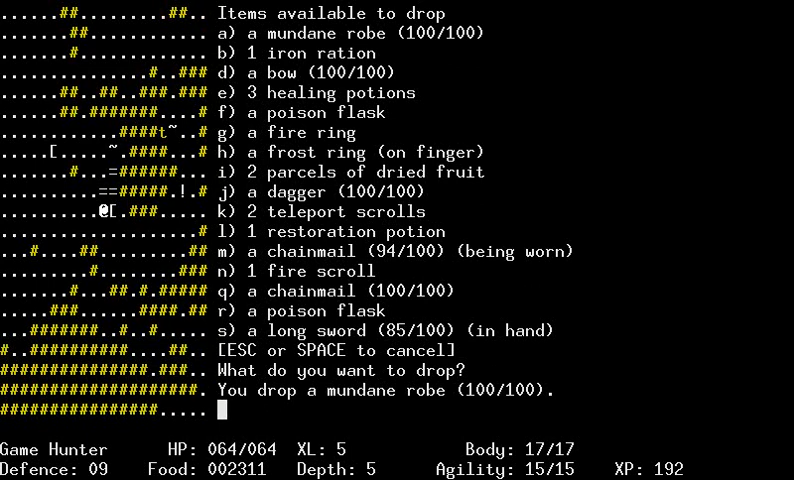 ......##.........##.. Items available to drop
.......##............ a) a mundane robe (100/100)
.......#............. b) 1 iron ration
...............#..### d) a bow (100/100)
......##..##..###.### e) 3 healing potions
......##.#######....# f) a poison flask
............####t~..# g) a fire ring
.....[.....~.####...# h) a frost ring (on finger)
.......#...=######... i) 2 parcels of dried fruit
..........==#####.!.# j) a dagger (100/100)
..........@[.###..... k) 2 teleport scrolls
....................# l) 1 restoration potion
...#....##.........## m) a chainmail (94/100) (being worn)
.........#........### n) 1 fire scroll
.......#...##.#.##### q) a chainmail (100/100)
.....###......####.## r) a poison flask
...#######..#..#..... s) a long sword (85/100) (in hand)
#..##########....##.. [ESC or SPACE to cancel]
###############.###.. What do you want to drop?
####################. You drop a mundane robe (100/100).
################.....
Game Hunter HP: 064/064 XL: 5 Body: 17/17
Defence: 09 Food: 002311 Depth: 5 Agility: 15/15 XP: 192